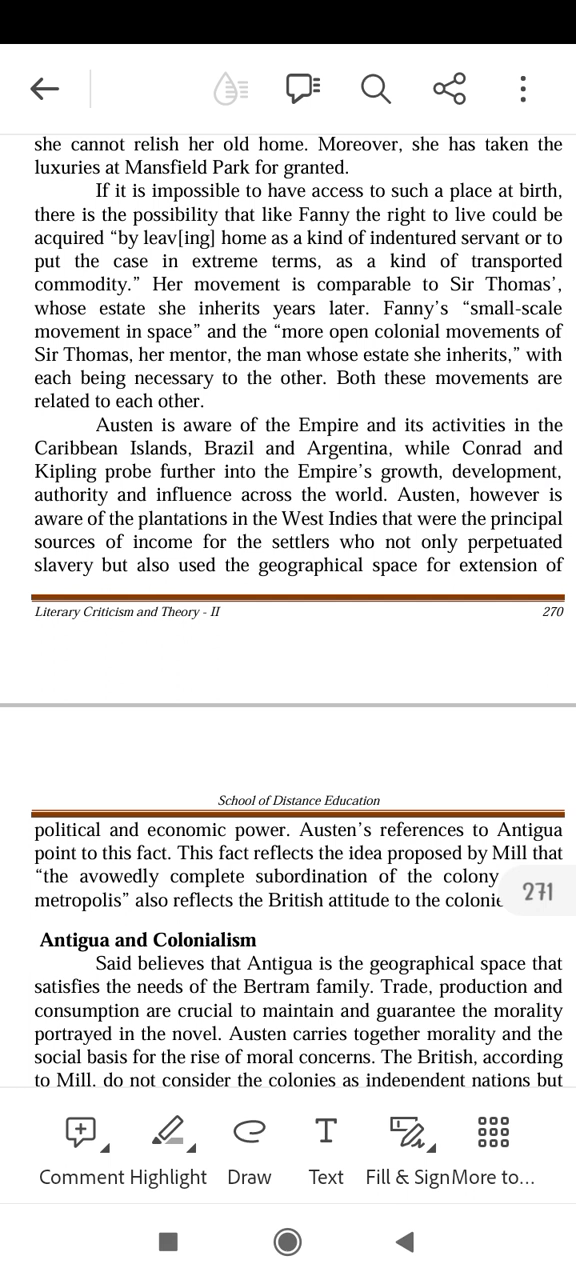 she cannot relish her old home. Moreover, she has taken the
luxuries at Mansfield Park for granted.
If it is impossible to have access to such a place at birth,
there is the possibility that like Fanny the right to live could be
acquired “by leav[ing] home as a kind of indentured servant or to
put the case in extreme terms, as a kind of transported
commodity.” Her movement is comparable to Sir Thomas’,
whose estate she inherits years later. Fanny’s “small-scale
movement in space” and the “more open colonial movements of
Sir Thomas, her mentor, the man whose estate she inherits,” with
each being necessary to the other. Both these movements are
related to each other.
Austen is aware of the Empire and its activities in the
Caribbean Islands, Brazil and Argentina, while Conrad and
Kipling probe further into the Empire’s growth, development,
authority and influence across the world. Austen, however is
aware of the plantations in the West Indies that were the principal
sources of income for the settlers who not only perpetuated
slavery but also used the geographical space for extension of
Literary Criticism and Theory - II 270
School of Distance Education
political and economic power. Austen’s references to Antigua
point to this fact. This fact reflects the idea proposed by Mill that
“the avowedly complete subordination of the colony
metropolis” also reflects the British attitude to the colonie
271
Antigua and Colonialism
Said believes that Antigua is the geographical space that
satisfies the needs of the Bertram family. Trade, production and
consumption are crucial to maintain and guarantee the morality
portrayed in the novel. Austen carries together morality and the
social basis for the rise of moral concerns. The British, according
to Mill, do not consider the colonies as independent nations but
Comment Highlight Draw Text Fill & Sign More to...